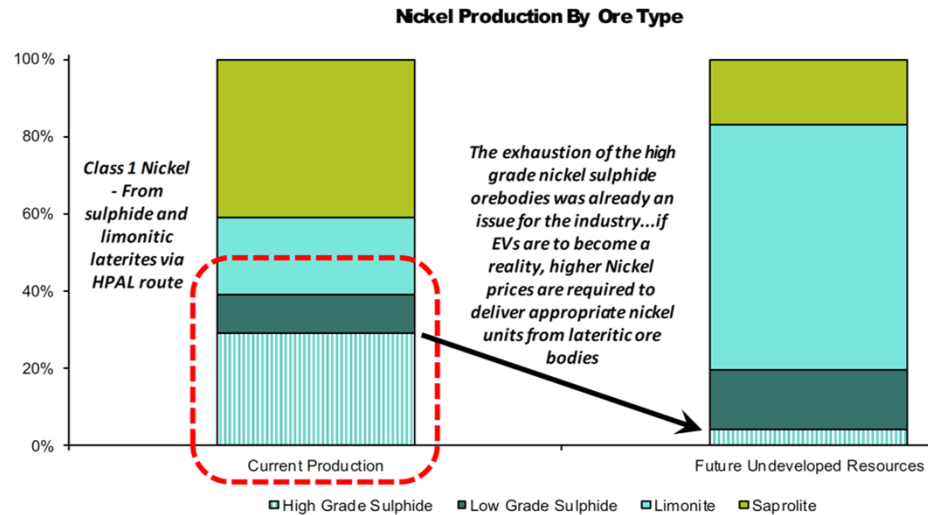 Nickel Production By Ore Type
100%
80%
60%
40%
20%
0%
Class 1 Nickel
- From
sulphide and
limonitic
laterites via
HPAL route
The exhaustion of the high
grade nickel sulphide
orebodies was already an
issue for the industry...if
EVs are to become a
reality, higher Nickel
prices are required to
deliver appropriate nickel
units from lateritic ore
bodies
Current Production
Future Undeveloped Resources
High Grade Sulphide
Low Grade Sulphide
Limonite
Saprolite